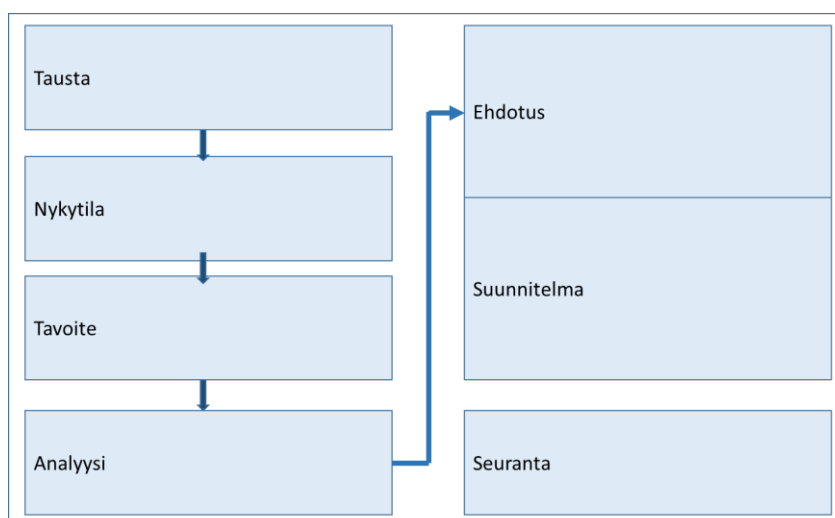 Tausta
Nykytila
Tavoite
Analyysi
Ehdotus
Suunnitelma
Seuranta